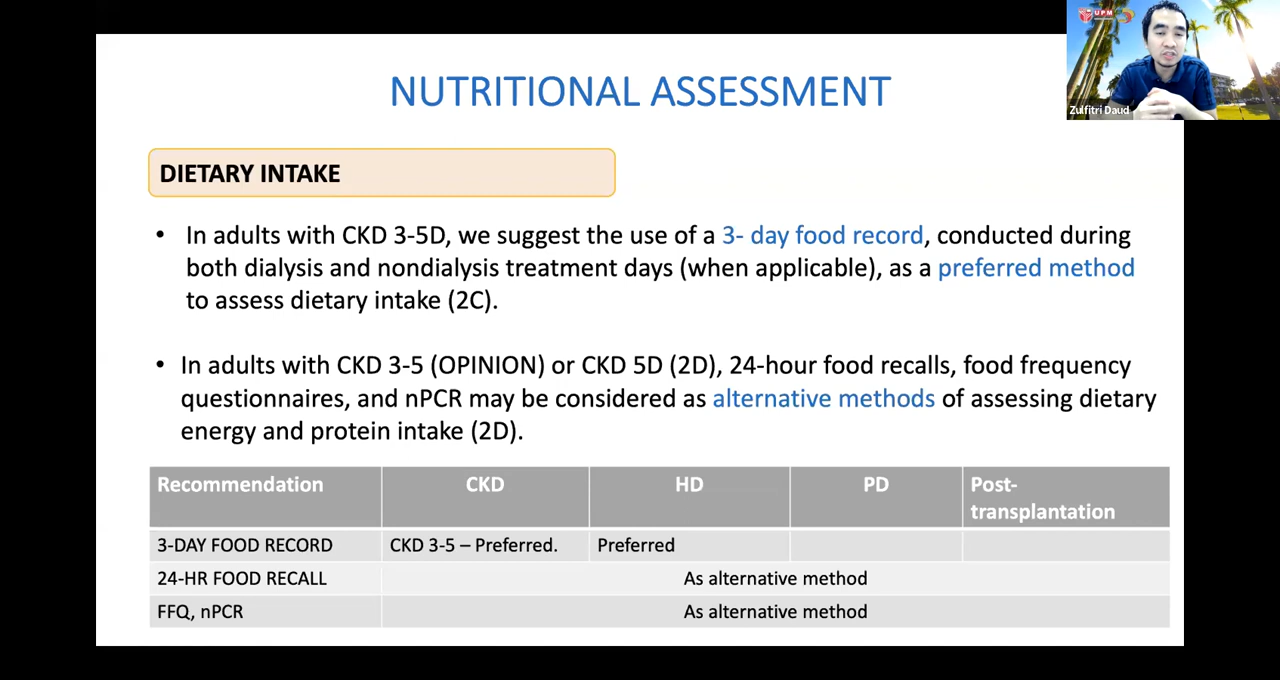 UPM
Zulfitri Daud
NUTRITIONAL ASSESSMENT
DIETARY INTAKE
• In adults with CKD 3-5D, we suggest the use of a 3- day food record, conducted during
both dialysis and nondialysis treatment days (when applicable), as a preferred method
to assess dietary intake (2C).
• In adults with CKD 3-5 (OPINION) or CKD 5D (2D), 24-hour food recalls, food frequency
questionnaires, and nPCR may be considered as alternative methods of assessing dietary
energy and protein intake (2D).
Recommendation CKD HD PD Post-
transplantation
3-DAY FOOD RECORD CKD 3-5 – Preferred. Preferred
24-HR FOOD RECALL As alternative method
FFQ, nPCR As alternative method